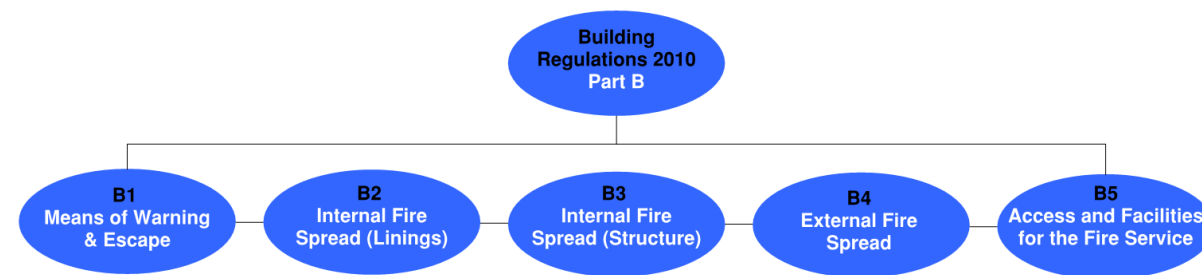 Building
Regulations 2010
Part B
B1
Means of Warning
& Escape
B2
Internal Fire
Spread (Linings)
B3
Internal Fire
Spread (Structure)
B4
External Fire
Spread
B5
Access and Facilities
for the Fire Service